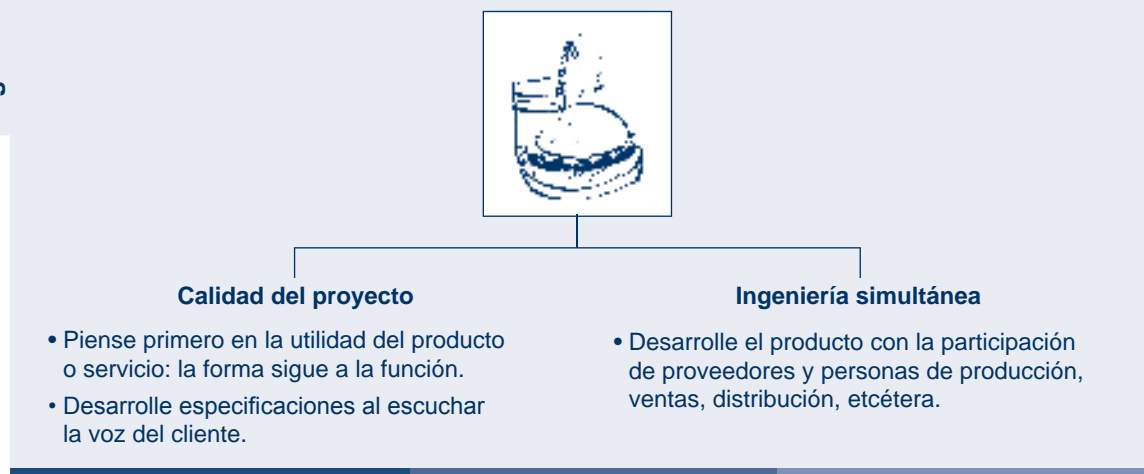 Calidad del proyecto
• Piense primero en la utilidad del producto
o servicio: la forma sigue a la función.
• Desarrolle especificaciones al escuchar
la voz del cliente.
Ingeniería simultánea
• Desarrolle el producto con la participación
de proveedores y personas de producción,
ventas, distribución, etcétera.